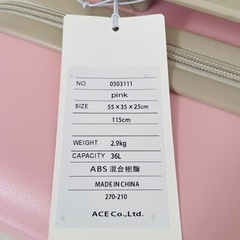 NO 0503111
pink
SIZE 55×35×25cm
115cm
WEIGHT 2.9kg
CAPACITY 36L
ABS 混合樹脂
MADE IN CHINA
270-210
ACE Co.,Ltd.